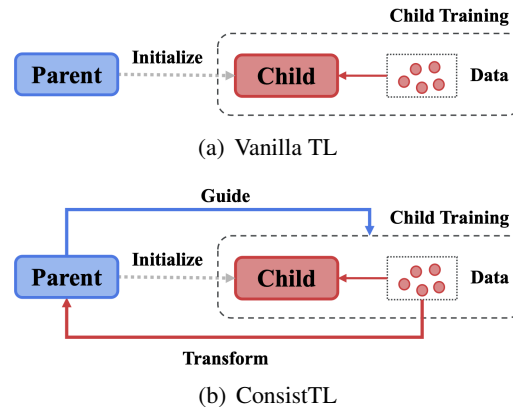 Child Training
Parent
Initialize
Child
Data
(a) Vanilla TL
Guide
Child Training
Parent
Initialize
Child
Data
Transform
(b) ConsistTL